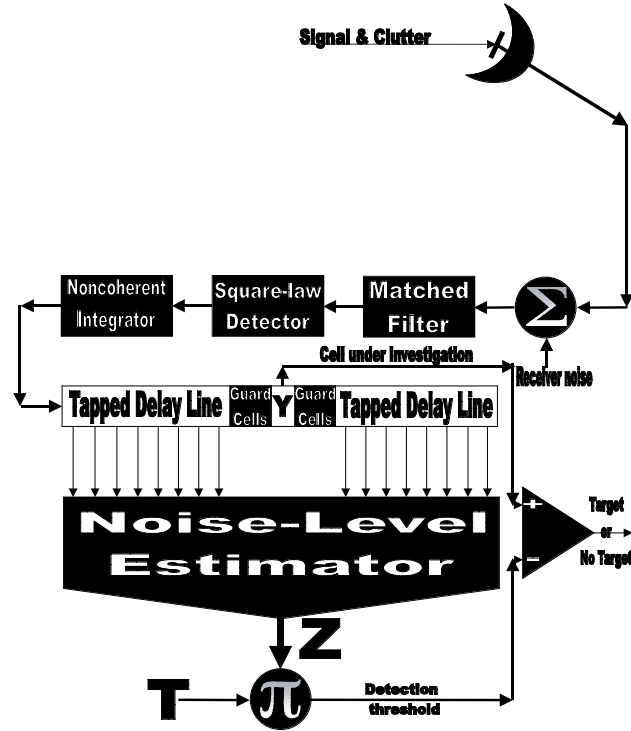 Signal & Clutter
Noncoherent
Integrator
Square-law
Detector
Matched
Filter
Σ
Cell under investigation
Receiver noise
Tapped Delay Line
Guard
Cells
Y
Guard
Cells
Tapped Delay Line
Noise-Level
Estimator
+
-
Target
or
No Target
Z
T
π
Detection
threshold